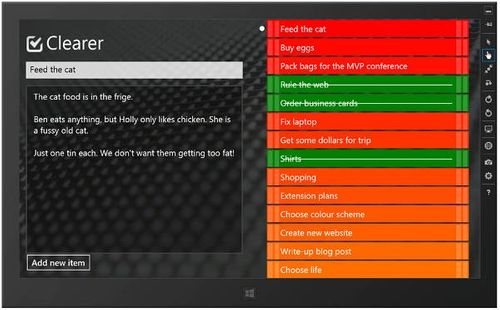 Clearer
Feed the cat
The cat food is in the frige.
Ben eats anything, but Holly only likes chicken. She is
a fussy old cat.
Just one tin each. We don't want them getting too fat!
Add new item
Feed the cat
Buy eggs
Pack bags for the MVP conference
Rule the web
Order business cards
Fix laptop
Get some dollars for trip
Shirts
Shopping
Extension plans
Choose colour scheme
Create new website
Write-up blog post
Choose life
?